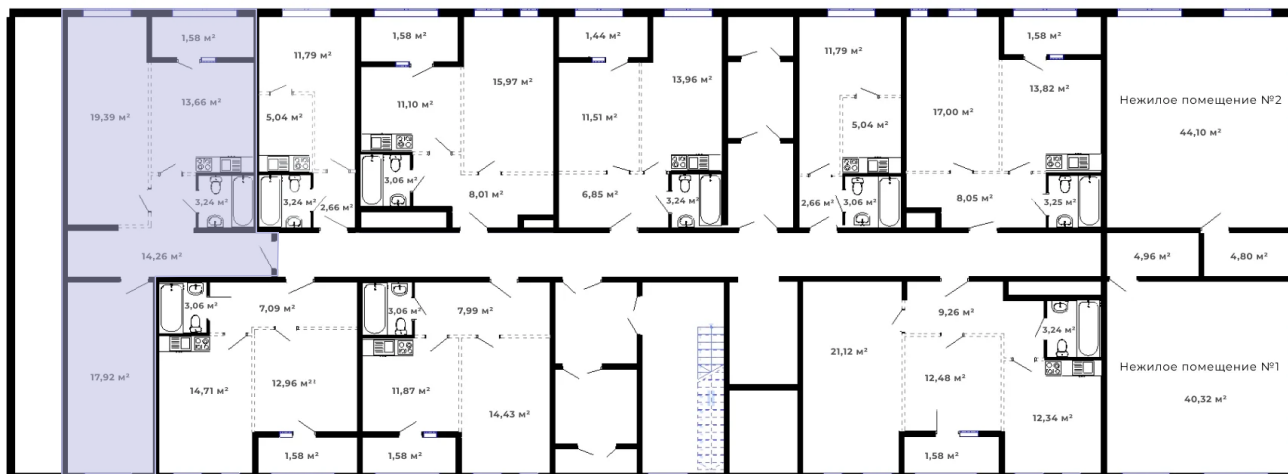 1,58 м²
11,79 м²
1,58 м²
1,44 м²
11,79 м²
1,58 м²
15,97 м²
13,96 м²
13,82 м²
13,66 м²
11,10 м²
Нежилое помещение №2
19,39 м²
5,04 м²
11,51 м²
5,04 м²
17,00 м²
44,10 м²
3,06 м²
3,24 м²
3,24 м²
2,66 м²
8,01 м²
6,85 м²
3,24 м²
2,66 м²
3,06 м²
8,05 м²
3,25 м²
14,26 м²
4,96 м²
4,80 м²
3,06 м²
7,09 м²
3,06 м²
7,99 м²
9,26 м²
3,24 м²
21,12 м²
17,92 м²
12,96 м²¹
12,48 м²
Нежилое помещение №1
14,71 м²
11,87 м²
40,32 м²
14,43 м²
12,34 м²
1,58 м²
1,58 м²
1,58 м²